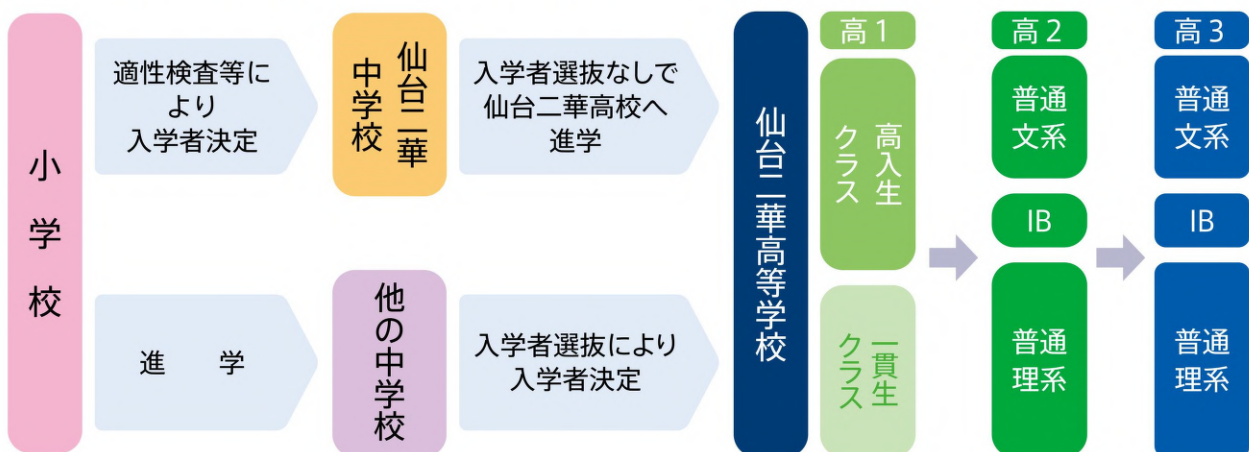 小学校
適性検査等に
より
入学者決定
仙台二華
中学校
入学者選抜なしで
仙台二華高校へ
進学
進　学
他の中学校
入学者選抜により
入学者決定
仙台二華高等学校
高1
高入生
クラス
一貫生
クラス
高2
普通
文系
IB
普通
理系
高3
普通
文系
IB
普通
理系